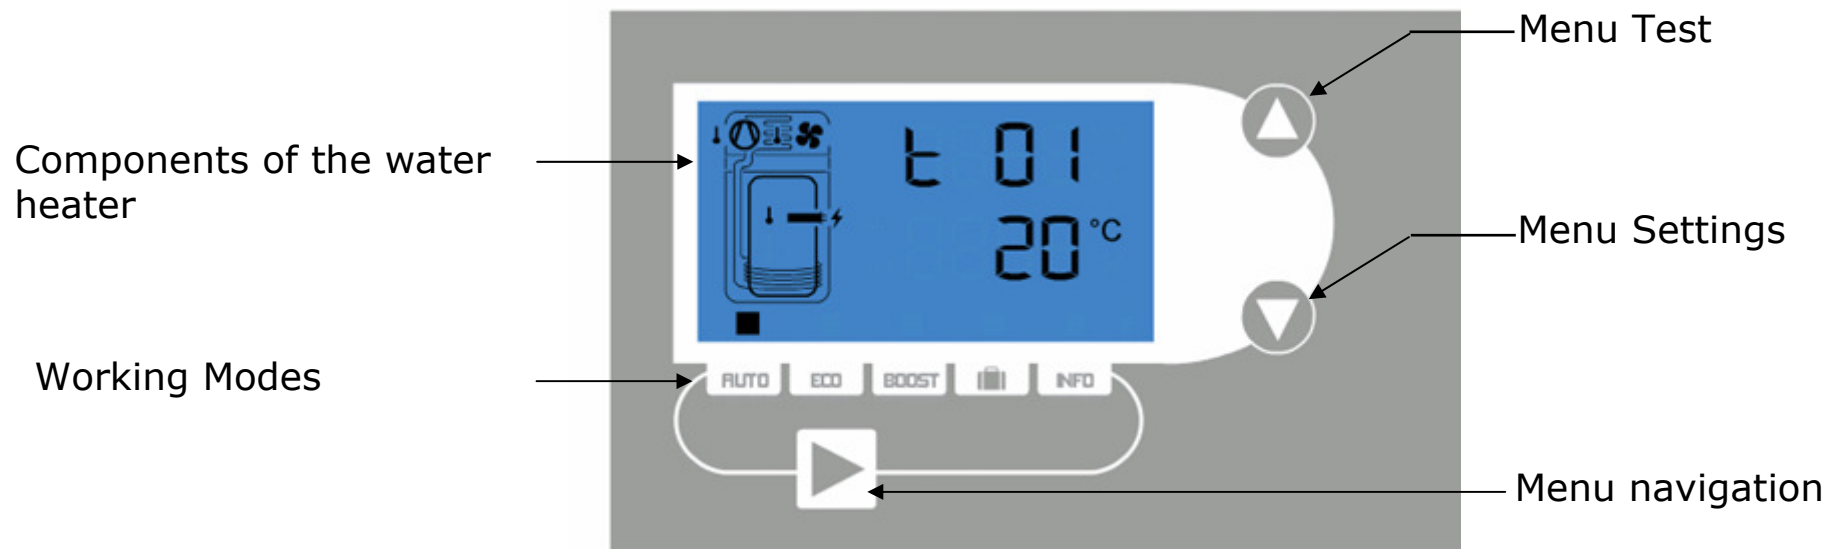 Menu Test
Components of the water
heater
t 01
20 °C
Menu Settings
Working Modes
AUTO ECO BOOST INFO
Menu navigation